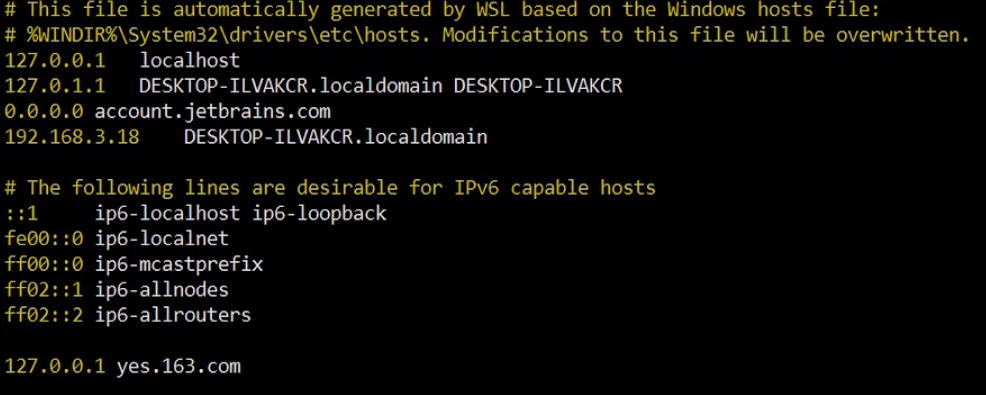 # This file is automatically generated by WSL based on the Windows hosts file:
# %WINDIR%\System32\drivers\etc\hosts. Modifications to this file will be overwritten.
127.0.0.1 localhost
127.0.1.1 DESKTOP-ILVAKCR.localdomain DESKTOP-ILVAKCR
0.0.0.0 account.jetbrains.com
192.168.3.18 DESKTOP-ILVAKCR.localdomain
# The following lines are desirable for IPv6 capable hosts
::1 ip6-localhost ip6-loopback
fe00::0 ip6-localnet
ff00::0 ip6-mcastprefix
ff02::1 ip6-allnodes
ff02::2 ip6-allrouters
127.0.0.1 yes.163.com